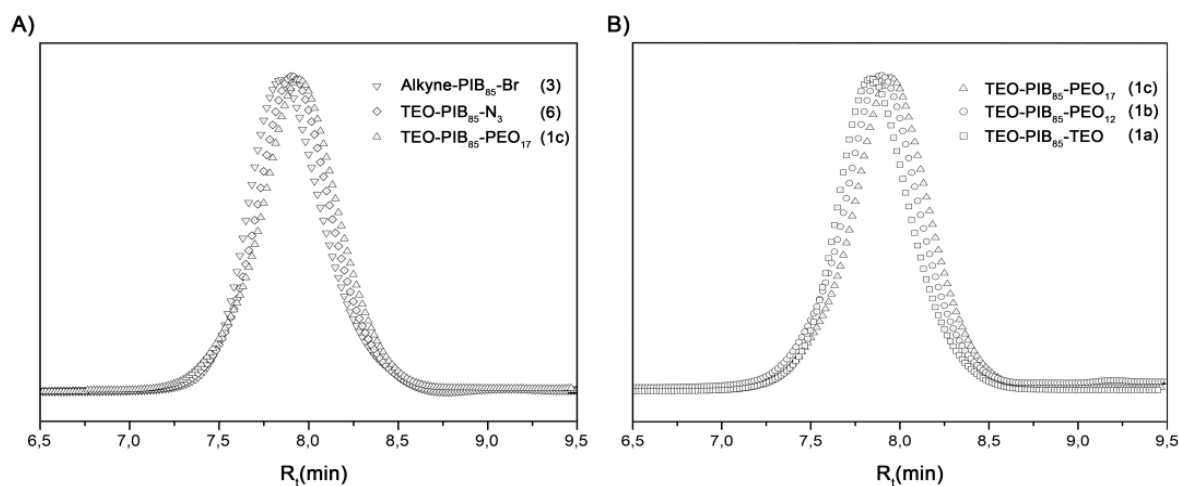 A)
Alkyne-PIB85-Br (3)
TEO-PIB85-N3 (6)
TEO-PIB85-PEO17 (1c)
6,5 7,0 7,5 8,0 8,5 9,0 9,5
Rt(min)
B)
TEO-PIB85-PEO17 (1c)
TEO-PIB85-PEO12 (1b)
TEO-PIB85-TEO (1a)
6,5 7,0 7,5 8,0 8,5 9,0 9,5
Rt(min)